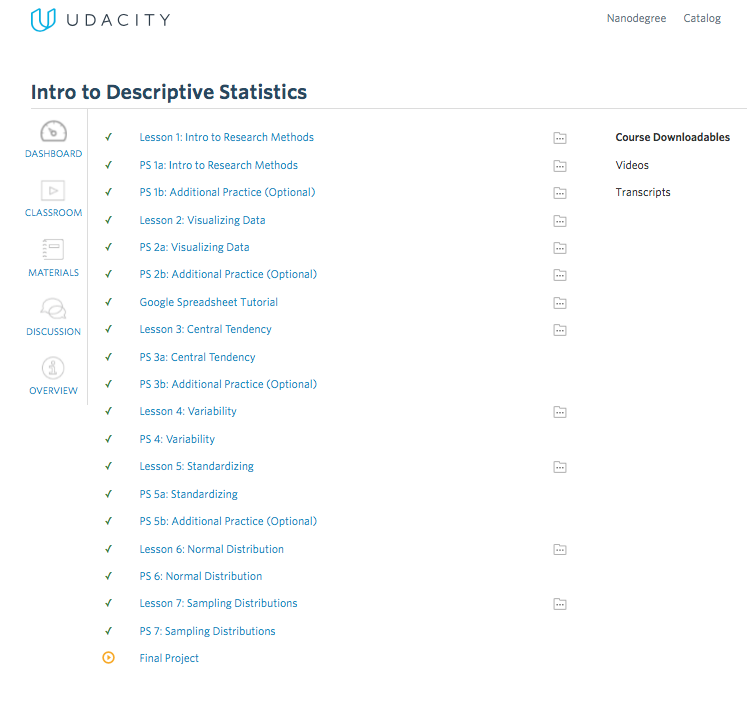 UDACITY
Nanodegree Catalog
Intro to Descriptive Statistics
DASHBOARD
CLASSROOM
MATERIALS
DISCUSSION
OVERVIEW
Lesson 1: Intro to Research Methods
PS 1a: Intro to Research Methods
PS 1b: Additional Practice (Optional)
Lesson 2: Visualizing Data
PS 2a: Visualizing Data
PS 2b: Additional Practice (Optional)
Google Spreadsheet Tutorial
Lesson 3: Central Tendency
PS 3a: Central Tendency
PS 3b: Additional Practice (Optional)
Lesson 4: Variability
PS 4: Variability
Lesson 5: Standardizing
PS 5a: Standardizing
PS 5b: Additional Practice (Optional)
Lesson 6: Normal Distribution
PS 6: Normal Distribution
Lesson 7: Sampling Distributions
PS 7: Sampling Distributions
Final Project
Course Downloadables
Videos
Transcripts